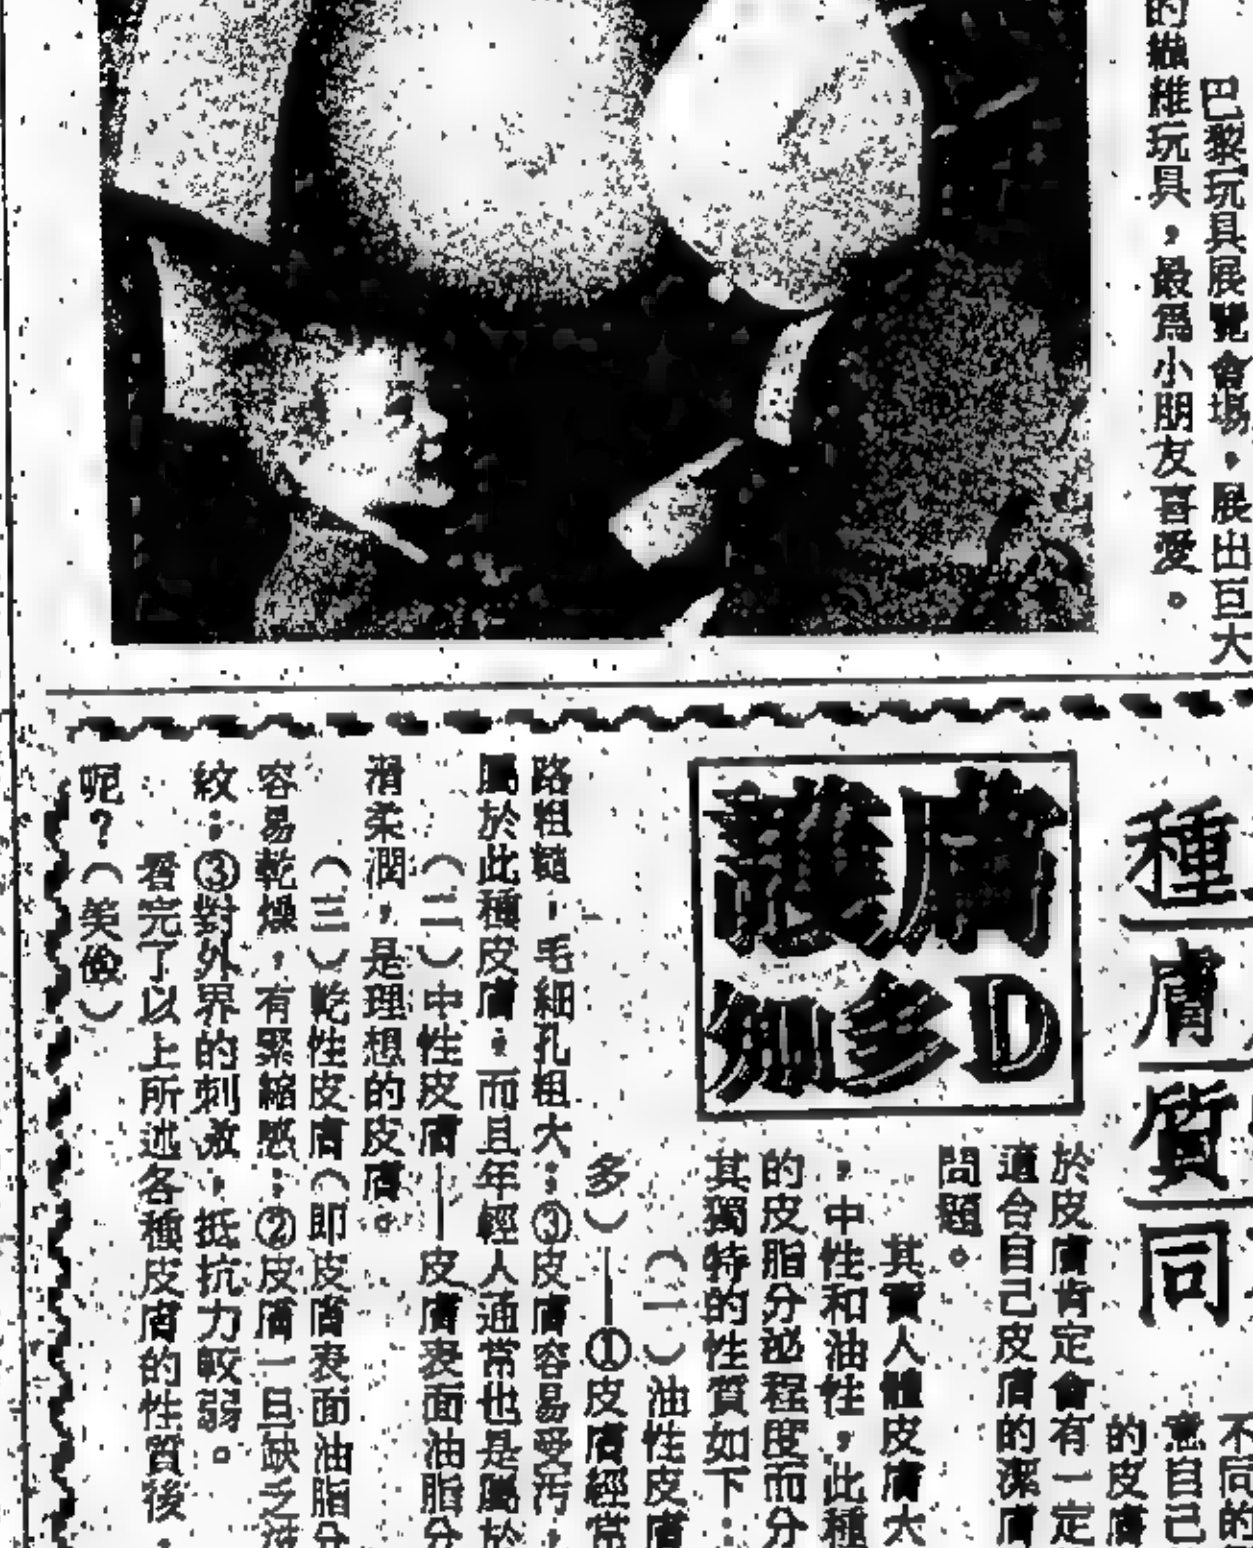 巴黎玩具展覽會場，展出巨大
的纖維玩具，最爲小朋友喜愛。
種
膚
質
同
護膚
知多D
不同的
意自己
的皮膚
於皮膚肯定會有一定
適合自己皮膚的潔膚
問題。
其實人體皮膚大
，中性和油性，此種
的皮脂分泌程度而分
其獨特的性質如下：
（一）油性皮膚
多）——①皮膚經常
路粗糙，毛細孔粗大；③皮膚容易受汚，
屬於此種皮膚，而且年輕人通常也是屬於
（二）中性皮膚——皮膚表面油脂分
滑柔潤，是理想的皮膚。
（三）乾性皮膚（即皮膚表面油脂分
容易乾燥，有緊縮感；②皮膚一旦缺乏
紋；③對外界的刺激，抵抗力較弱。
看完了以上所述各種皮膚的性質後，
呢？（笑儉）